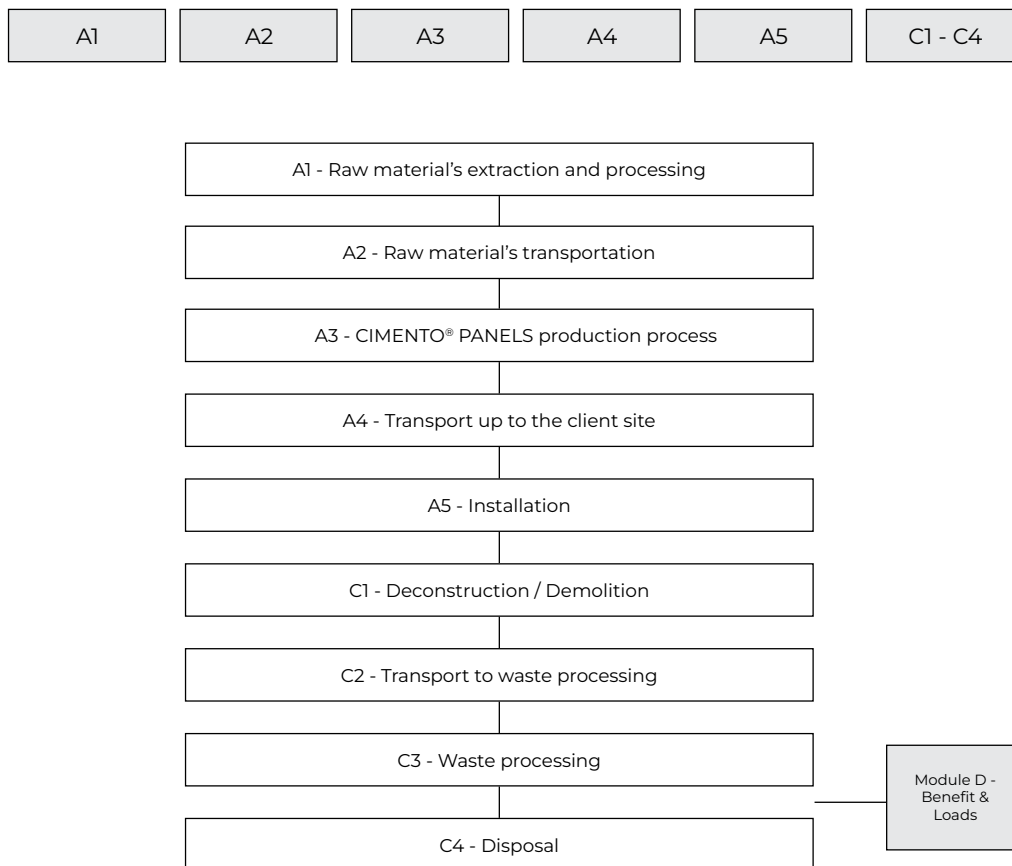 A1
A2
A3
A4
A5
C1 - C4
A1 - Raw material's extraction and processing
A2 - Raw material's transportation
A3 - CIMENTO® PANELS production process
A4 - Transport up to the client site
A5 - Installation
C1 - Deconstruction / Demolition
C2 - Transport to waste processing
C3 - Waste processing
Module D -
Benefit &
Loads
C4 - Disposal